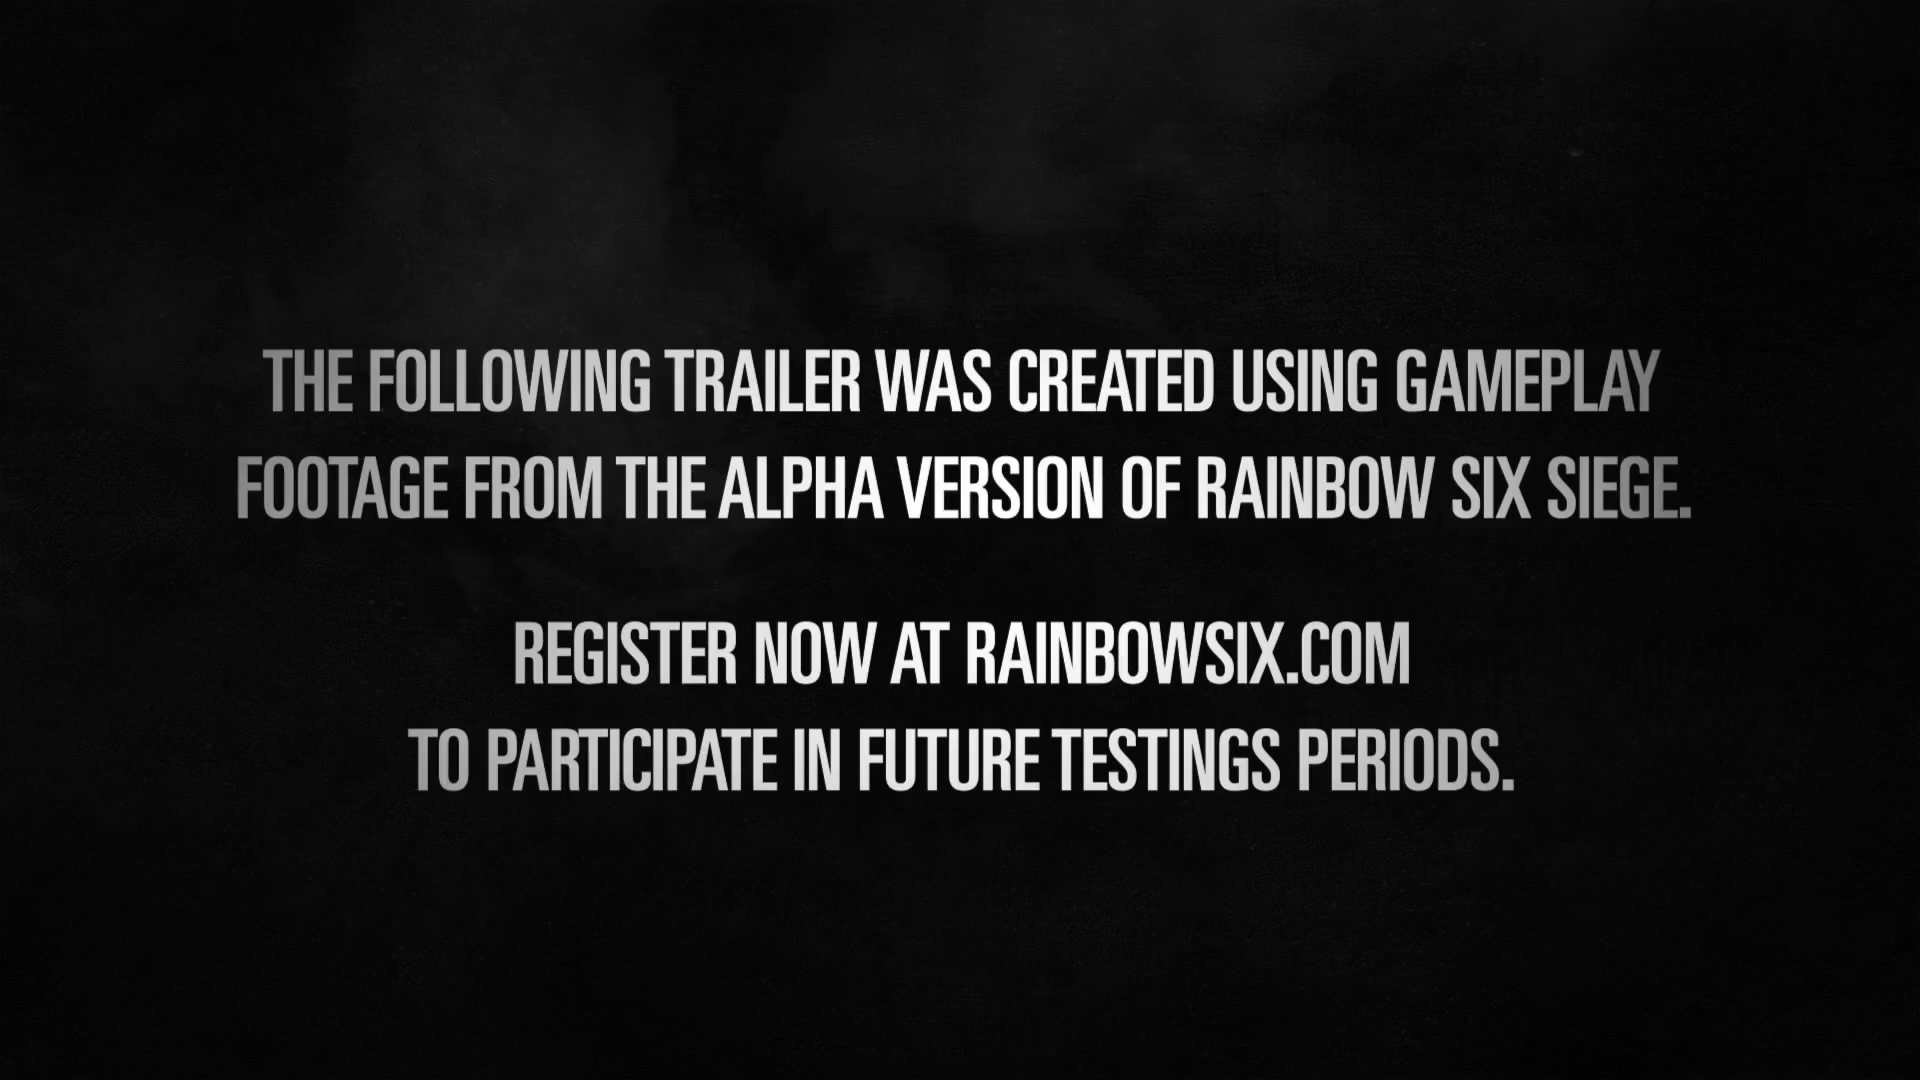 THE FOLLOWING TRAILER WAS CREATED USING GAMEPLAY
FOOTAGE FROM THE ALPHA VERSION OF RAINBOW SIX SIEGE.
REGISTER NOW AT RAINBOWSIX.COM
TO PARTICIPATE IN FUTURE TESTINGS PERIODS.